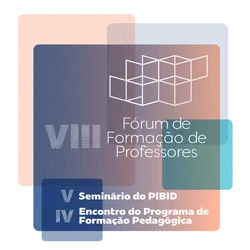 VIII
Fórum de
Formação de
Professores
V Seminário do PIBID
IV Encontro do Programa de
Formação Pedagógica